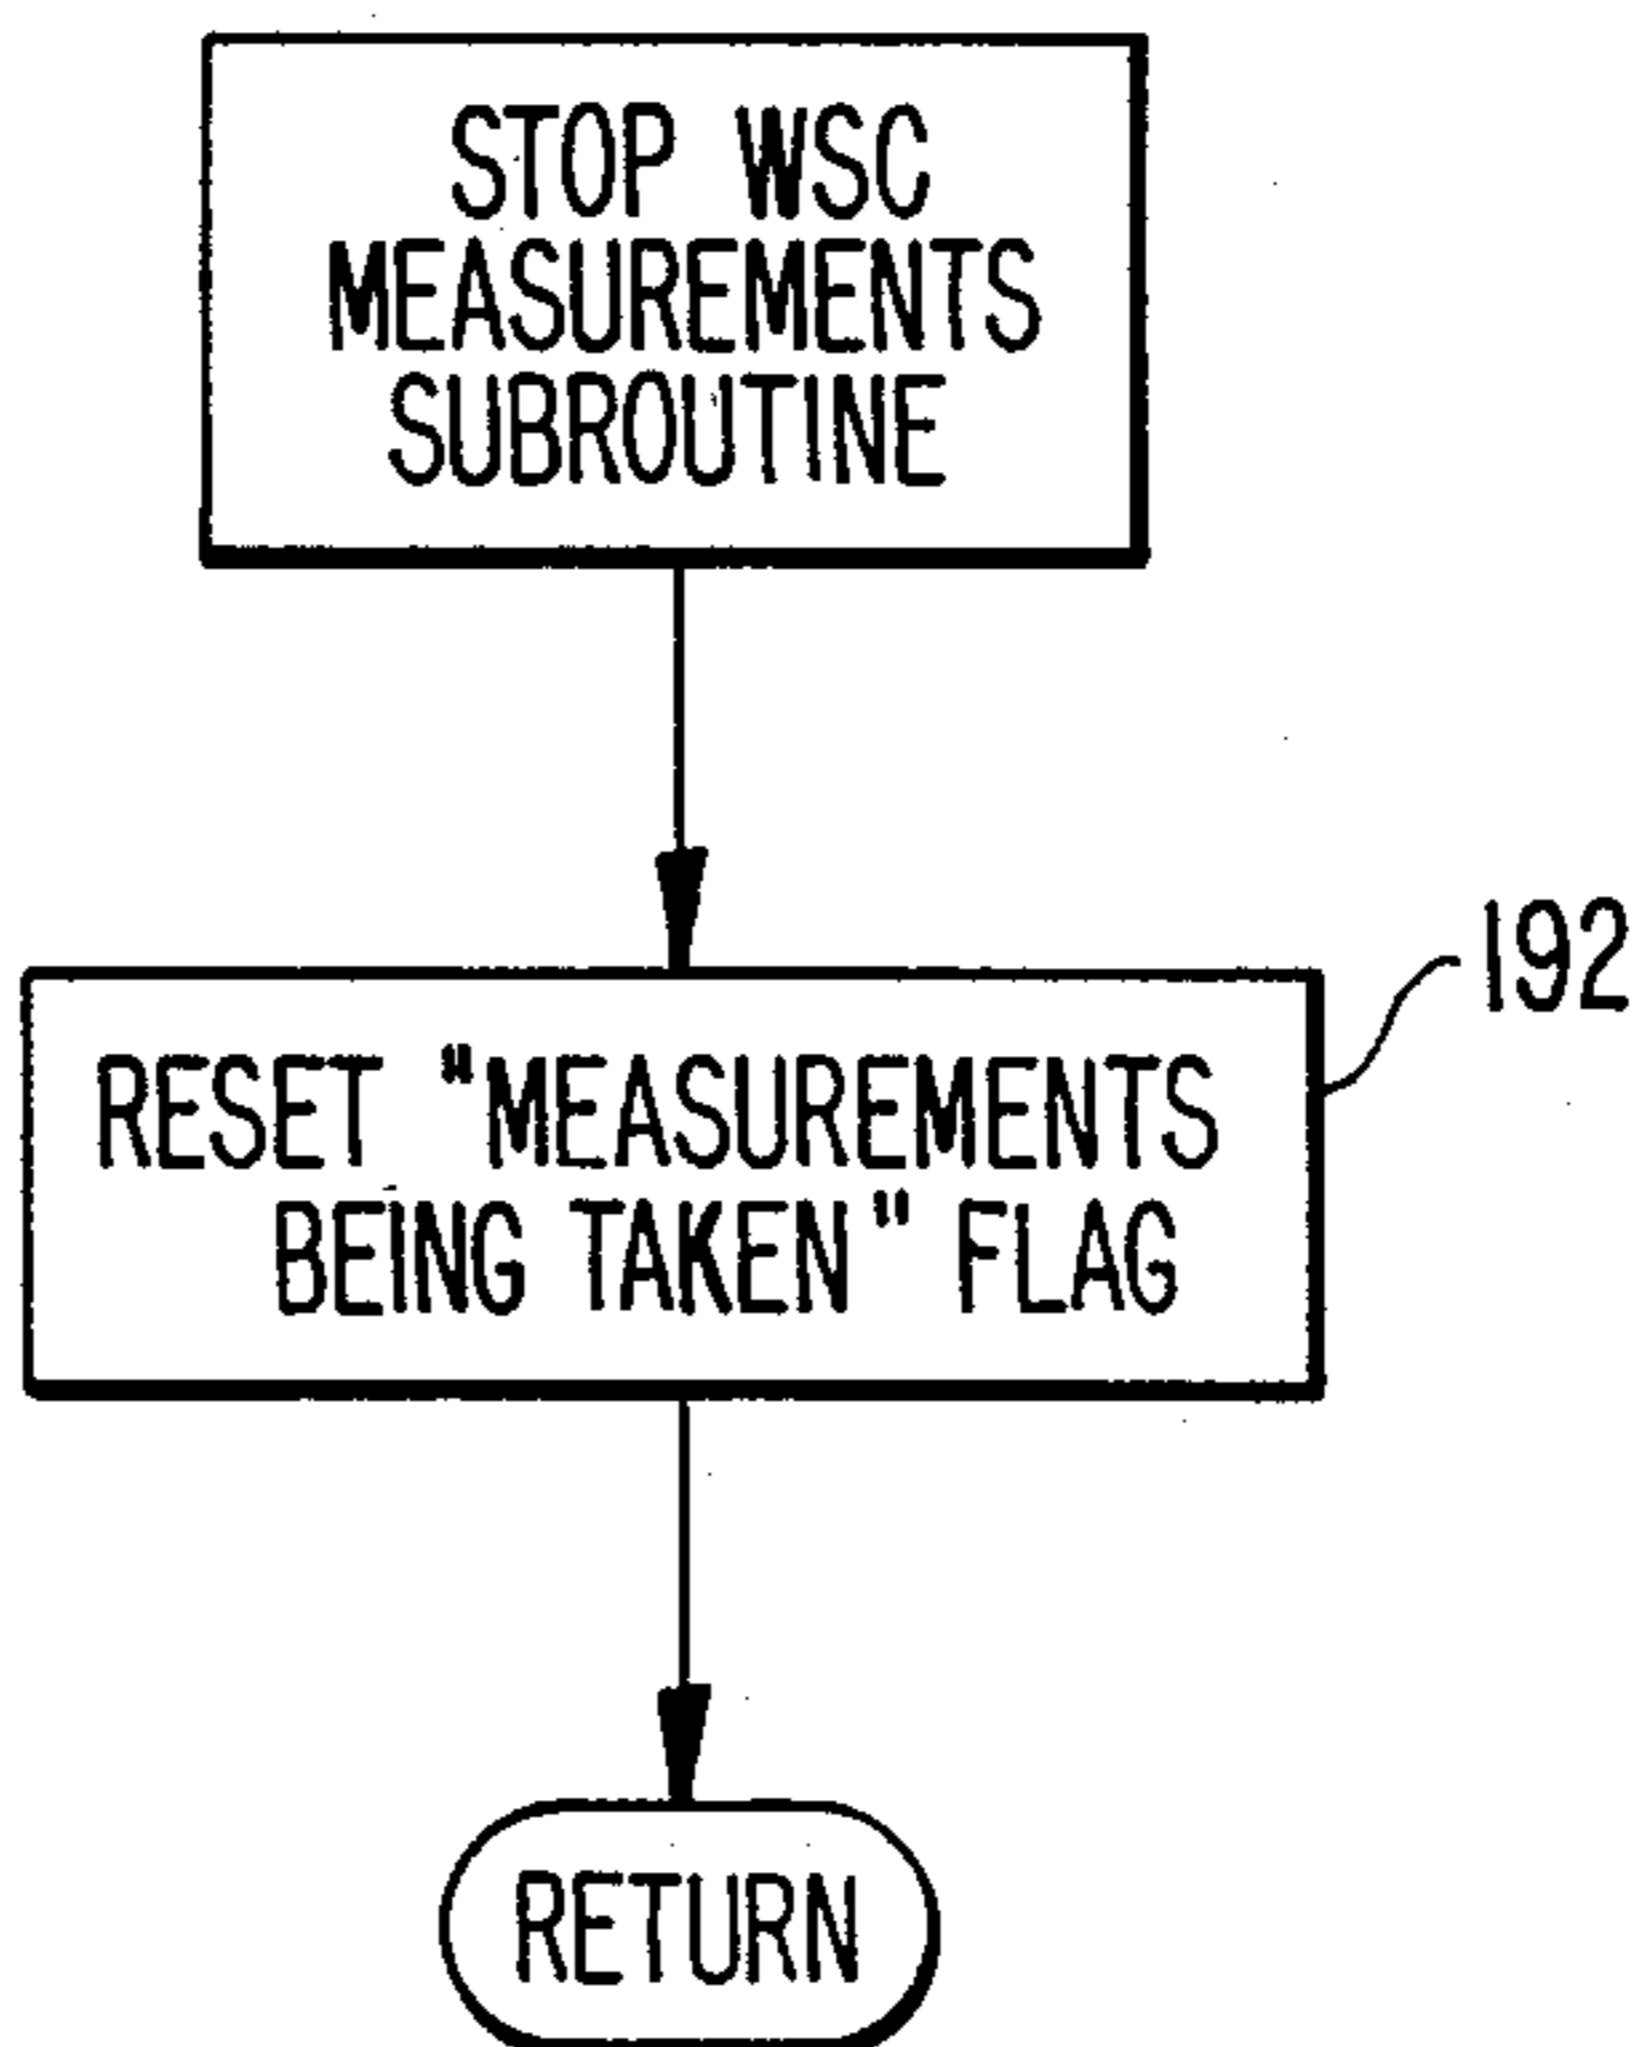 STOP WSC
MEASUREMENTS
SUBROUTINE
192
RESET "MEASUREMENTS
BEING TAKEN" FLAG
RETURN